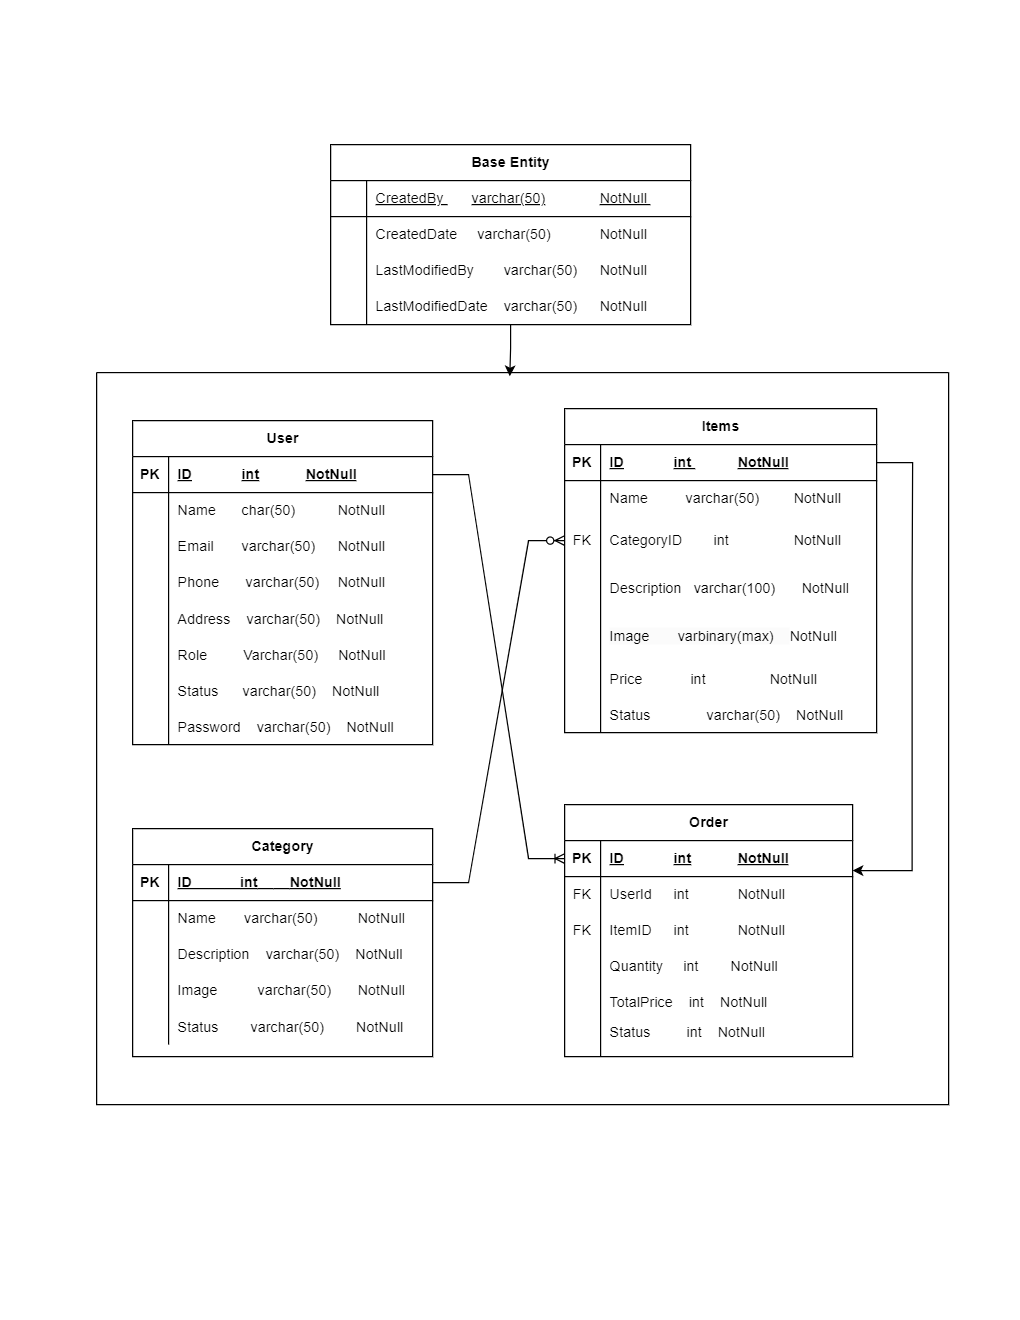 Base Entity
CreatedBy varchar(50) NotNull
CreatedDate varchar(50) NotNull
LastModifiedBy varchar(50) NotNull
LastModifiedDate varchar(50) NotNull
User
PK ID int NotNull
Name char(50) NotNull
Email varchar(50) NotNull
Phone varchar(50) NotNull
Address varchar(50) NotNull
Role Varchar(50) NotNull
Status varchar(50) NotNull
Password varchar(50) NotNull
Items
PK ID int NotNull
Name varchar(50) NotNull
FK CategoryID int NotNull
Description varchar(100) NotNull
Image varbinary(max) NotNull
Price int NotNull
Status varchar(50) NotNull
Category
PK ID int NotNull
Name varchar(50) NotNull
Description varchar(50) NotNull
Image varchar(50) NotNull
Status varchar(50) NotNull
Order
PK ID int NotNull
FK UserId int NotNull
FK ItemID int NotNull
Quantity int NotNull
TotalPrice int NotNull
Status int NotNull